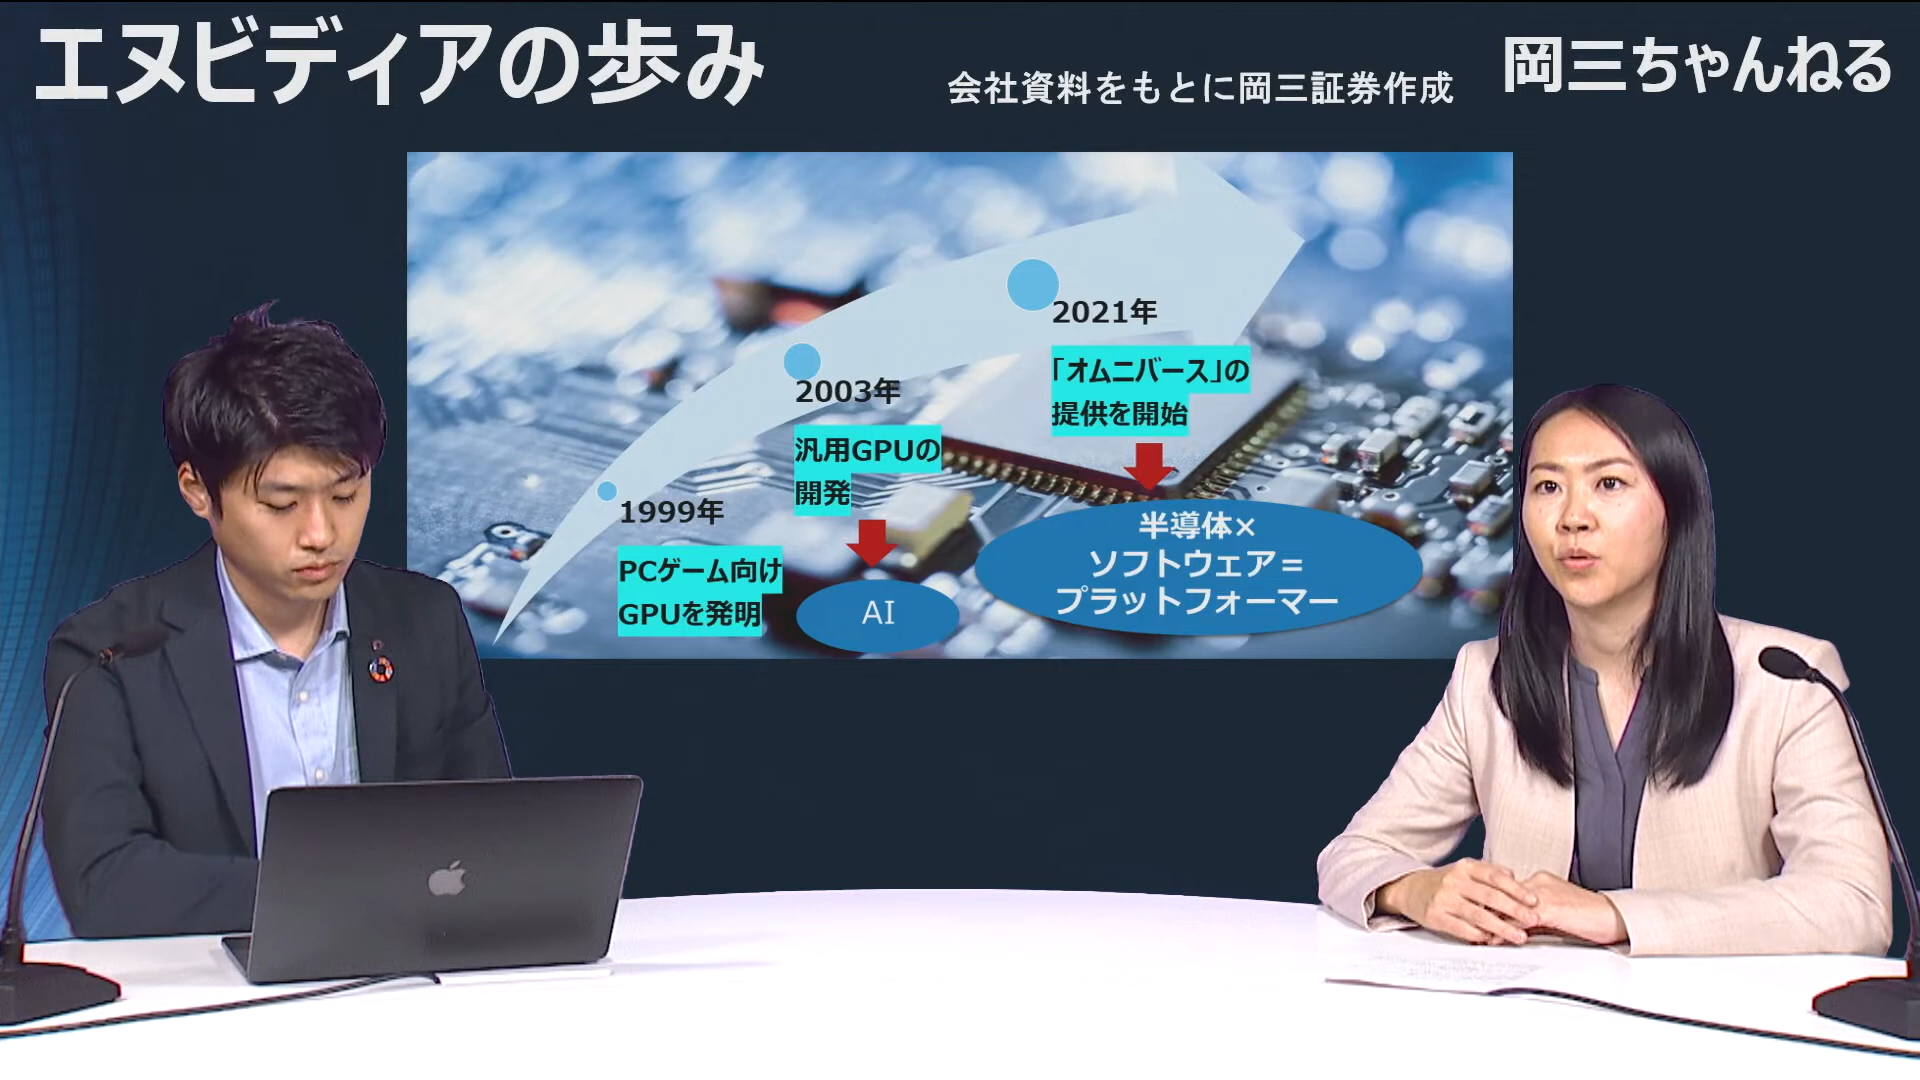 エヌビディアの歩み
会社資料をもとに岡三証券作成
岡三ちゃんねる
1999年
PCゲーム向け
GPUを発明
2003年
汎用GPUの
開発
AI
2021年
「オムニバース」の
提供を開始
半導体×
ソフトウェア=
プラットフォーマー